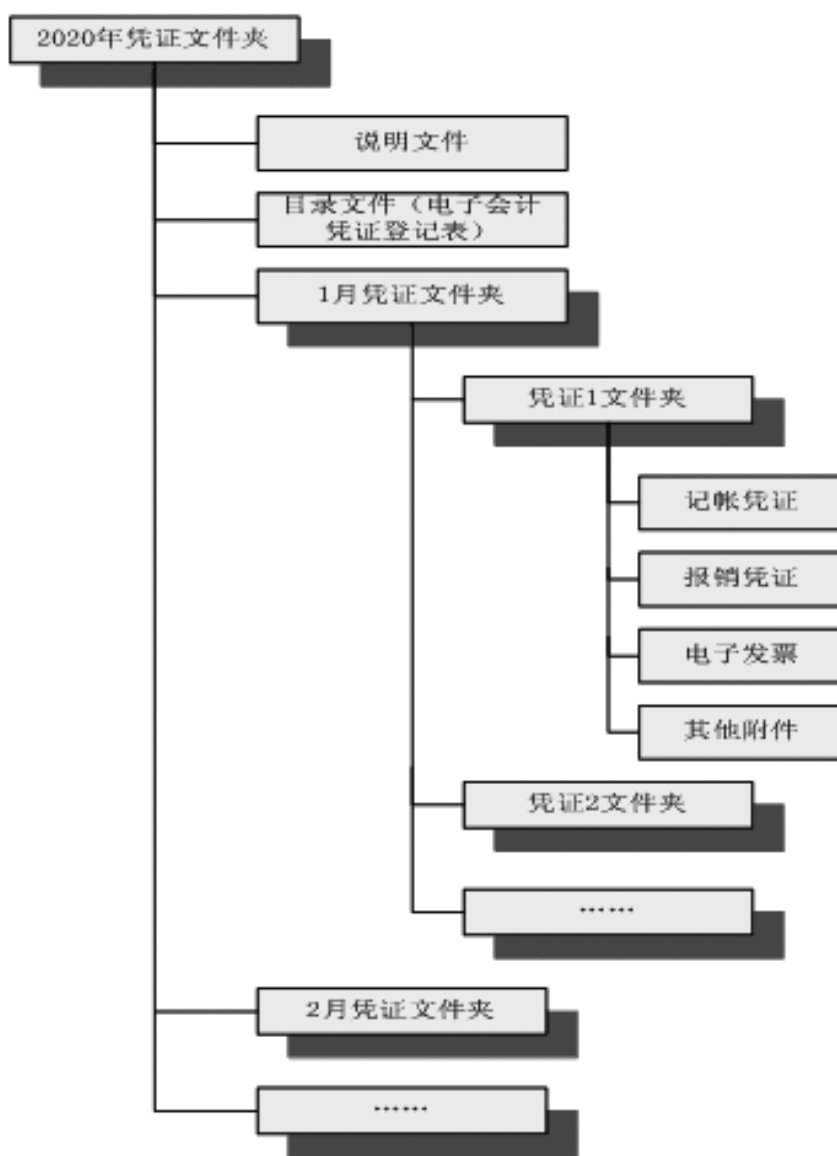 2020年凭证文件夹
说明文件
目录文件（电子会计
凭证登记表）
1月凭证文件夹
凭证1文件夹
记帐凭证
报销凭证
电子发票
其他附件
凭证2文件夹
……
2月凭证文件夹
……